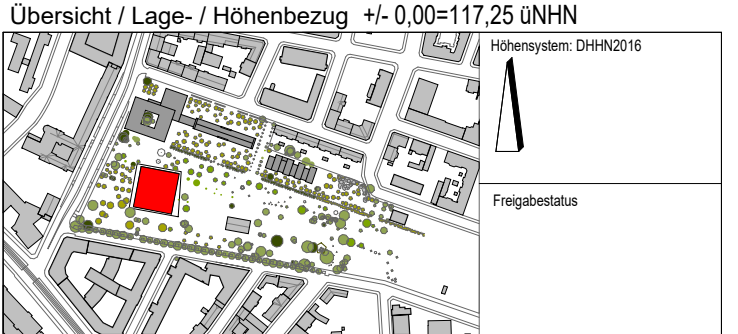 Übersicht / Lage- / Höhenbezug +/- 0,00=117,25 üNHN
Höhensystem: DHHN2016
Freigabestatus